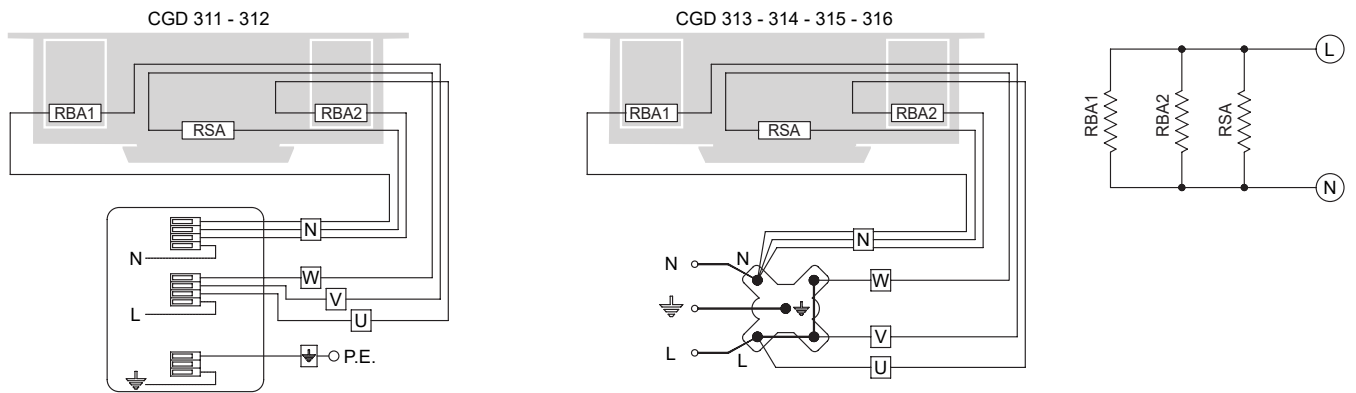 CGD 311 - 312
RBA1
RBA2
RSA
N
N
W
V
L
U
P.E.
CGD 313 - 314 - 315 - 316
RBA1
RBA2
RSA
N
N
N
W
V
L
L
U
L
RBA1
RBA2
RSA
N